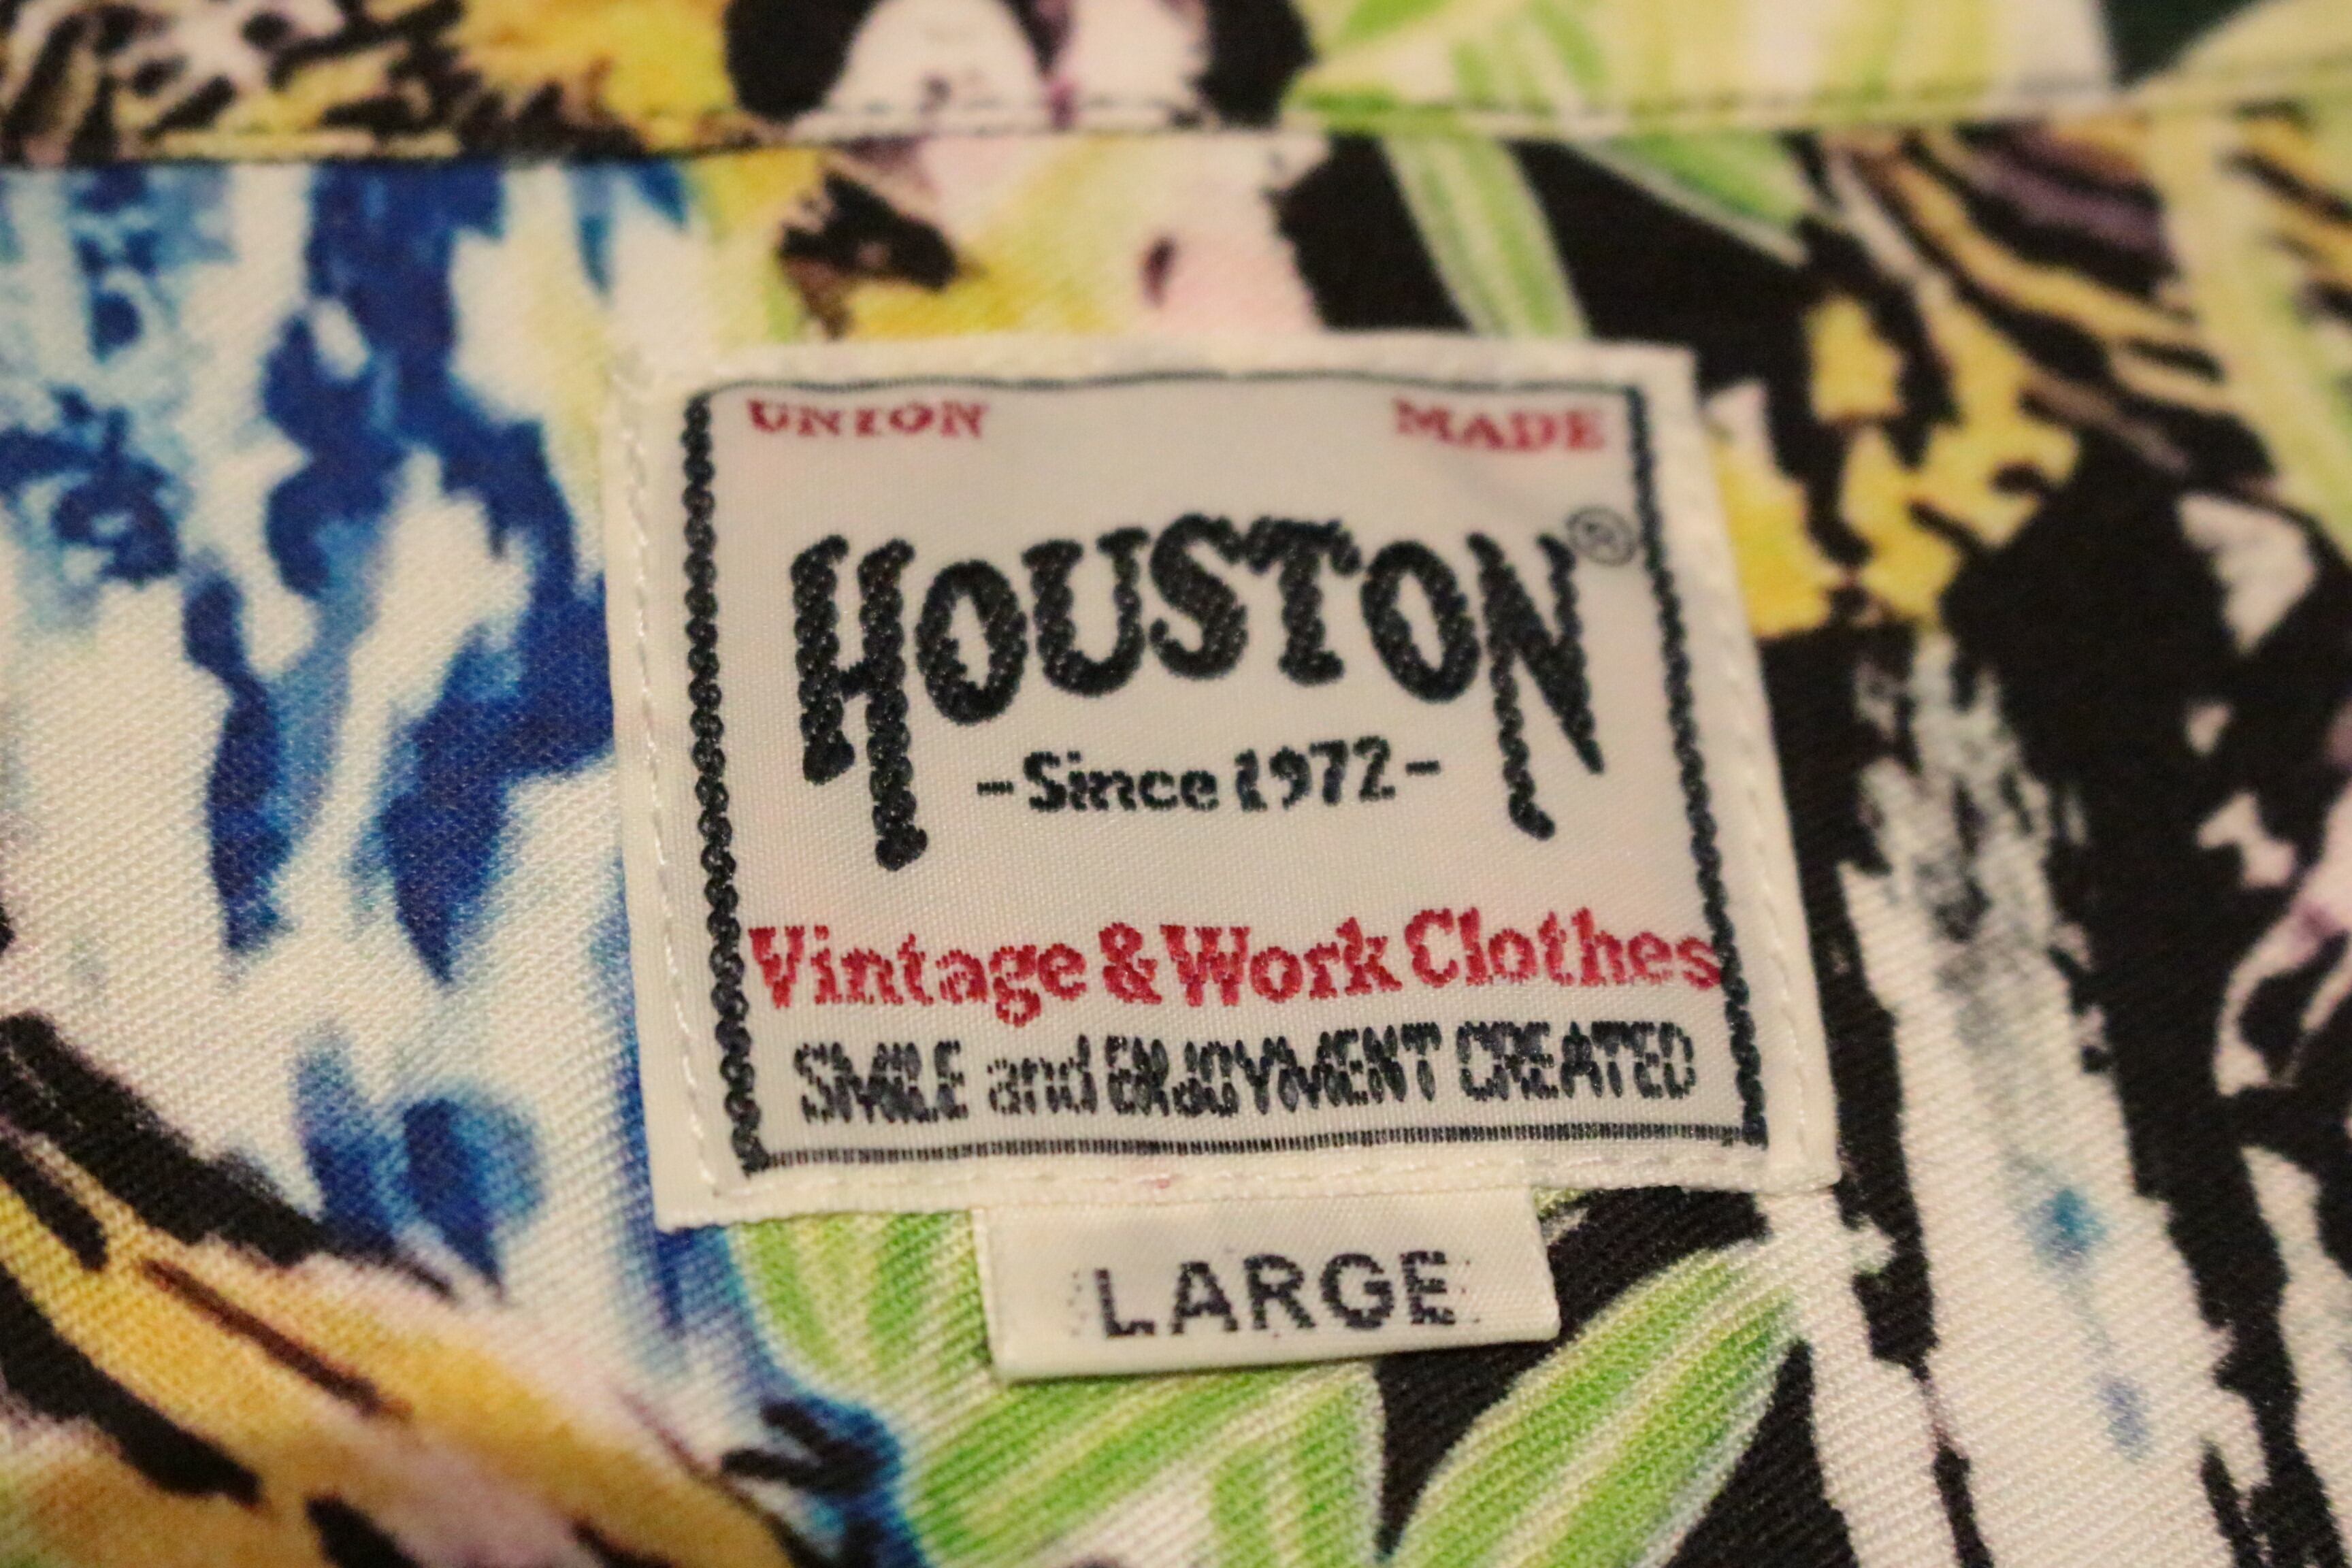 UNION MADE
HOUSTON®
-Since 1972-
Vintage & Work Clothes
SMILE and ENJOYMENT CREATED
LARGE